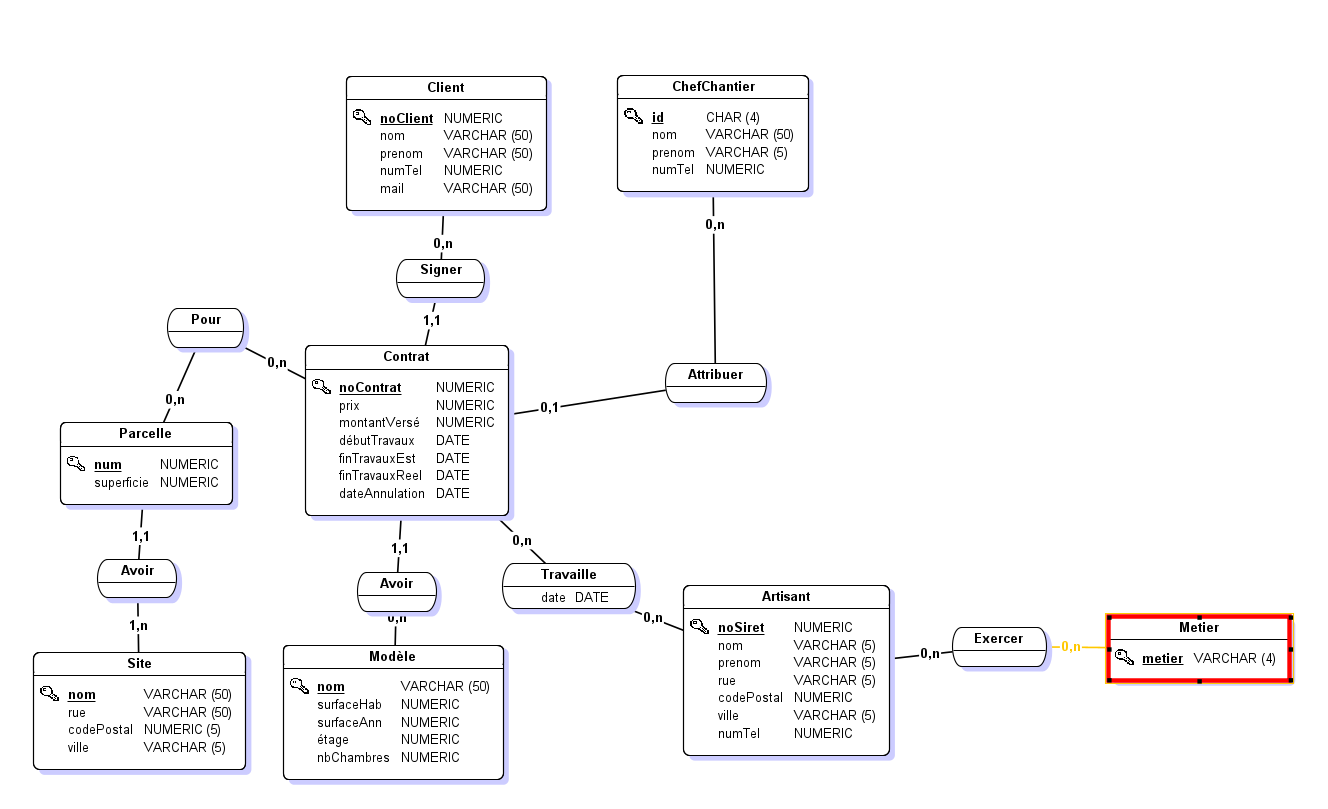 Client
noClient NUMERIC
nom VARCHAR (50)
prenom VARCHAR (50)
numTel NUMERIC
mail VARCHAR (50)
ChefChantier
id CHAR (4)
nom VARCHAR (50)
prenom VARCHAR (5)
numTel NUMERIC
0,n
0,n
Signer
1,1
Pour
0,n
0,n
Contrat
noContrat NUMERIC
prix NUMERIC
montantVersé NUMERIC
débutTravaux DATE
finTravauxEst DATE
finTravauxReel DATE
dateAnnulation DATE
Attribuer
0,1
Parcelle
num NUMERIC
superficie NUMERIC
1,1
Avoir
1,n
Site
nom VARCHAR (50)
rue VARCHAR (50)
codePostal NUMERIC (5)
ville VARCHAR (5)
1,1
Avoir
0,n
Modèle
nom VARCHAR (50)
surfaceHab NUMERIC
surfaceAnn NUMERIC
étage NUMERIC
nbChambres NUMERIC
0,n
Travaille
date DATE
0,n
Artisant
noSiret NUMERIC
nom VARCHAR (5)
prenom VARCHAR (5)
rue VARCHAR (5)
codePostal NUMERIC
ville VARCHAR (5)
numTel NUMERIC
0,n
Exercer
0,n
Metier
metier VARCHAR (4)